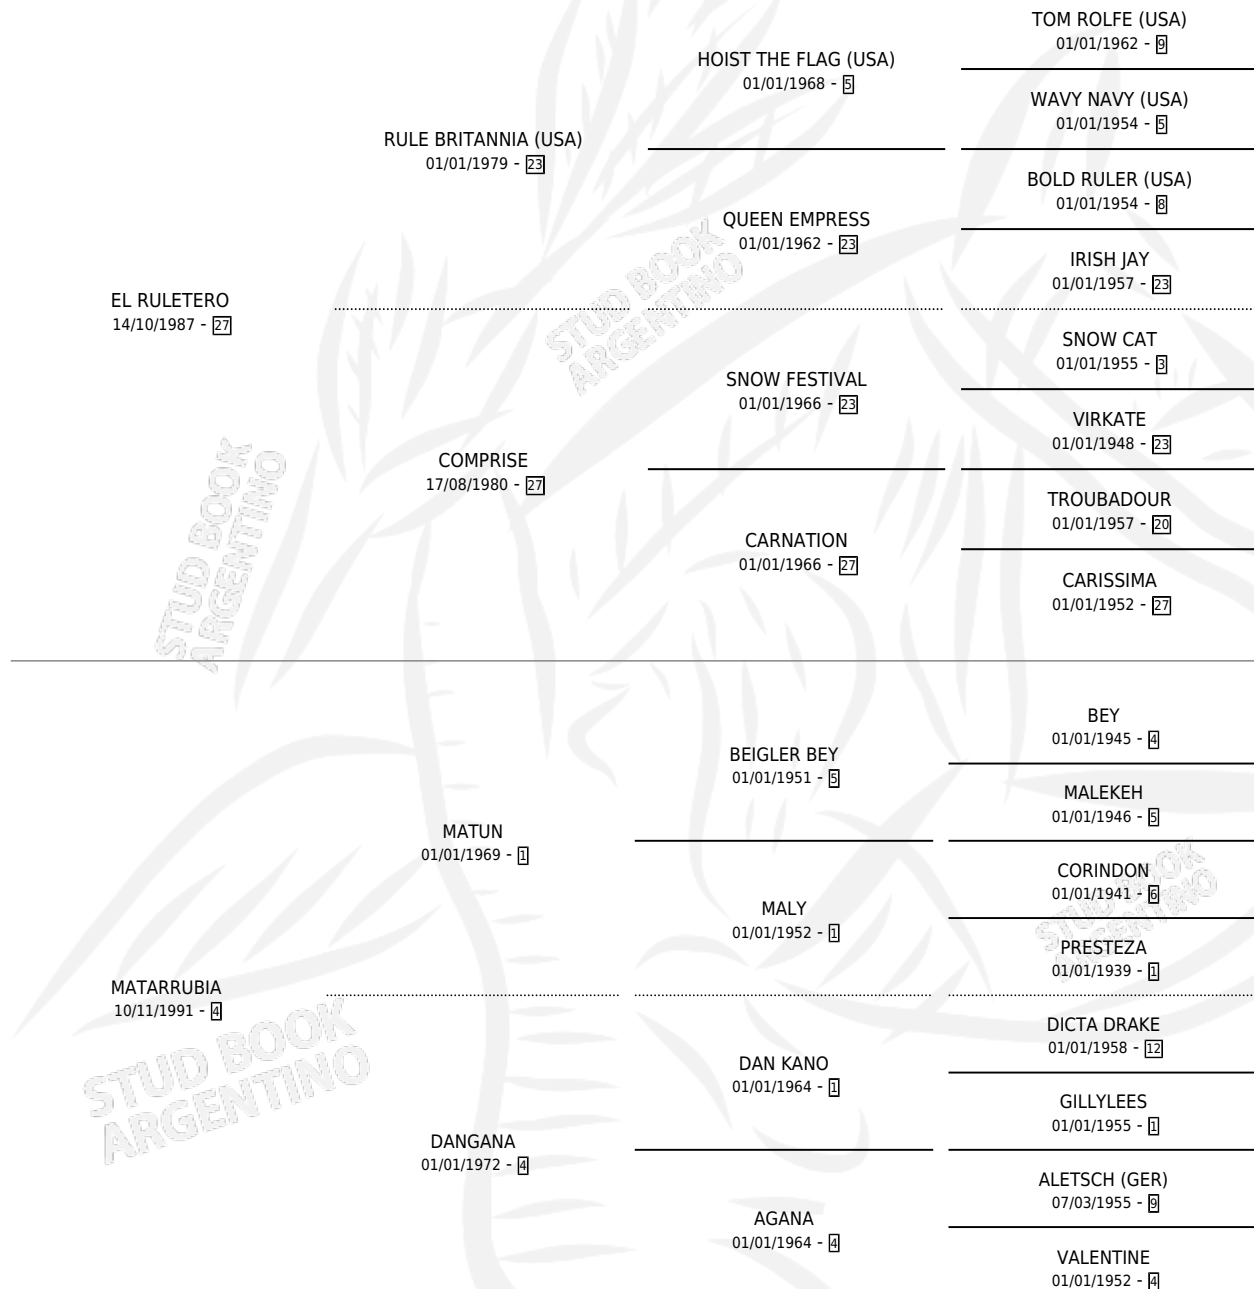 TOM ROLFE (USA)
01/01/1962 - 9
HOIST THE FLAG (USA)
01/01/1968 - 5
WAVY NAVY (USA)
01/01/1954 - 5
RULE BRITANNIA (USA)
01/01/1979 - 23
BOLD RULER (USA)
01/01/1954 - 8
QUEEN EMPRESS
01/01/1962 - 23
IRISH JAY
01/01/1957 - 23
EL RULETERO
14/10/1987 - 27
SNOW CAT
01/01/1955 - 3
SNOW FESTIVAL
01/01/1966 - 23
VIRKATE
01/01/1948 - 23
COMPRISE
17/08/1980 - 27
TROUBADOUR
01/01/1957 - 20
CARNATION
01/01/1966 - 27
CARISSIMA
01/01/1952 - 27
BEY
01/01/1945 - 4
BEIGLER BEY
01/01/1951 - 5
MALEKEH
01/01/1946 - 5
MATUN
01/01/1969 - 1
CORINDON
01/01/1941 - 6
MALY
01/01/1952 - 1
PRESTEZA
01/01/1939 - 1
MATARRUBIA
10/11/1991 - 4
DICTA DRAKE
01/01/1958 - 12
DAN KANO
01/01/1964 - 1
GILLYLEES
01/01/1955 - 1
DANGANA
01/01/1972 - 4
ALETSCH (GER)
07/03/1955 - 9
AGANA
01/01/1964 - 4
VALENTINE
01/01/1952 - 4
STUD BOOK
ARGENTINO
STUD BOOK
ARGENTINO
STUD BOOK
ARGENTINO
STUD BOOK
ARGENTINO